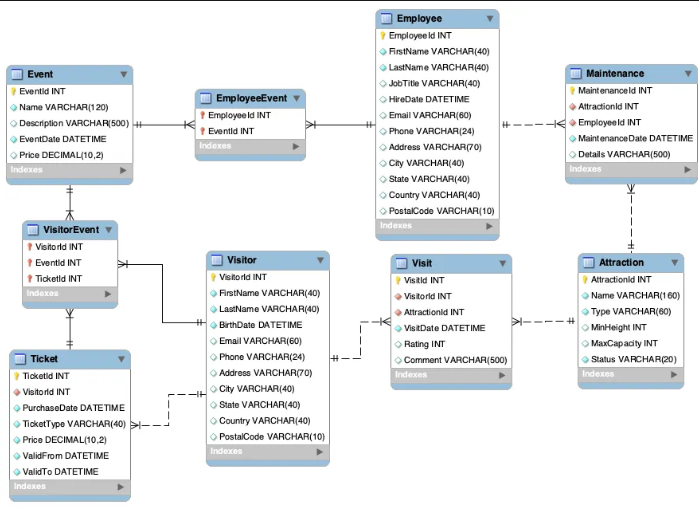 Event
EventId INT
Name VARCHAR(120)
Description VARCHAR(500)
EventDate DATETIME
Price DECIMAL(10,2)
Indexes
EmployeeEvent
EmployeeId INT
EventId INT
Indexes
Employee
EmployeeId INT
FirstName VARCHAR(40)
LastName VARCHAR(40)
JobTitle VARCHAR(40)
HireDate DATETIME
Email VARCHAR(60)
Phone VARCHAR(24)
Address VARCHAR(70)
City VARCHAR(40)
State VARCHAR(40)
Country VARCHAR(40)
PostalCode VARCHAR(10)
Indexes
Maintenance
MaintenanceId INT
AttractionId INT
EmployeeId INT
MaintenanceDate DATETIME
Details VARCHAR(500)
Indexes
VisitorEvent
VisitorId INT
EventId INT
TicketId INT
Indexes
Visitor
VisitorId INT
FirstName VARCHAR(40)
LastName VARCHAR(40)
BirthDate DATETIME
Email VARCHAR(60)
Phone VARCHAR(24)
Address VARCHAR(70)
City VARCHAR(40)
State VARCHAR(40)
Country VARCHAR(40)
PostalCode VARCHAR(10)
Indexes
Visit
VisitId INT
VisitorId INT
AttractionId INT
VisitDate DATETIME
Rating INT
Comment VARCHAR(500)
Indexes
Attraction
AttractionId INT
Name VARCHAR(160)
Type VARCHAR(60)
MinHeight INT
MaxCapacity INT
Status VARCHAR(20)
Indexes
Ticket
TicketId INT
VisitorId INT
PurchaseDate DATETIME
TicketType VARCHAR(40)
Price DECIMAL(10,2)
ValidFrom DATETIME
ValidTo DATETIME
Indexes